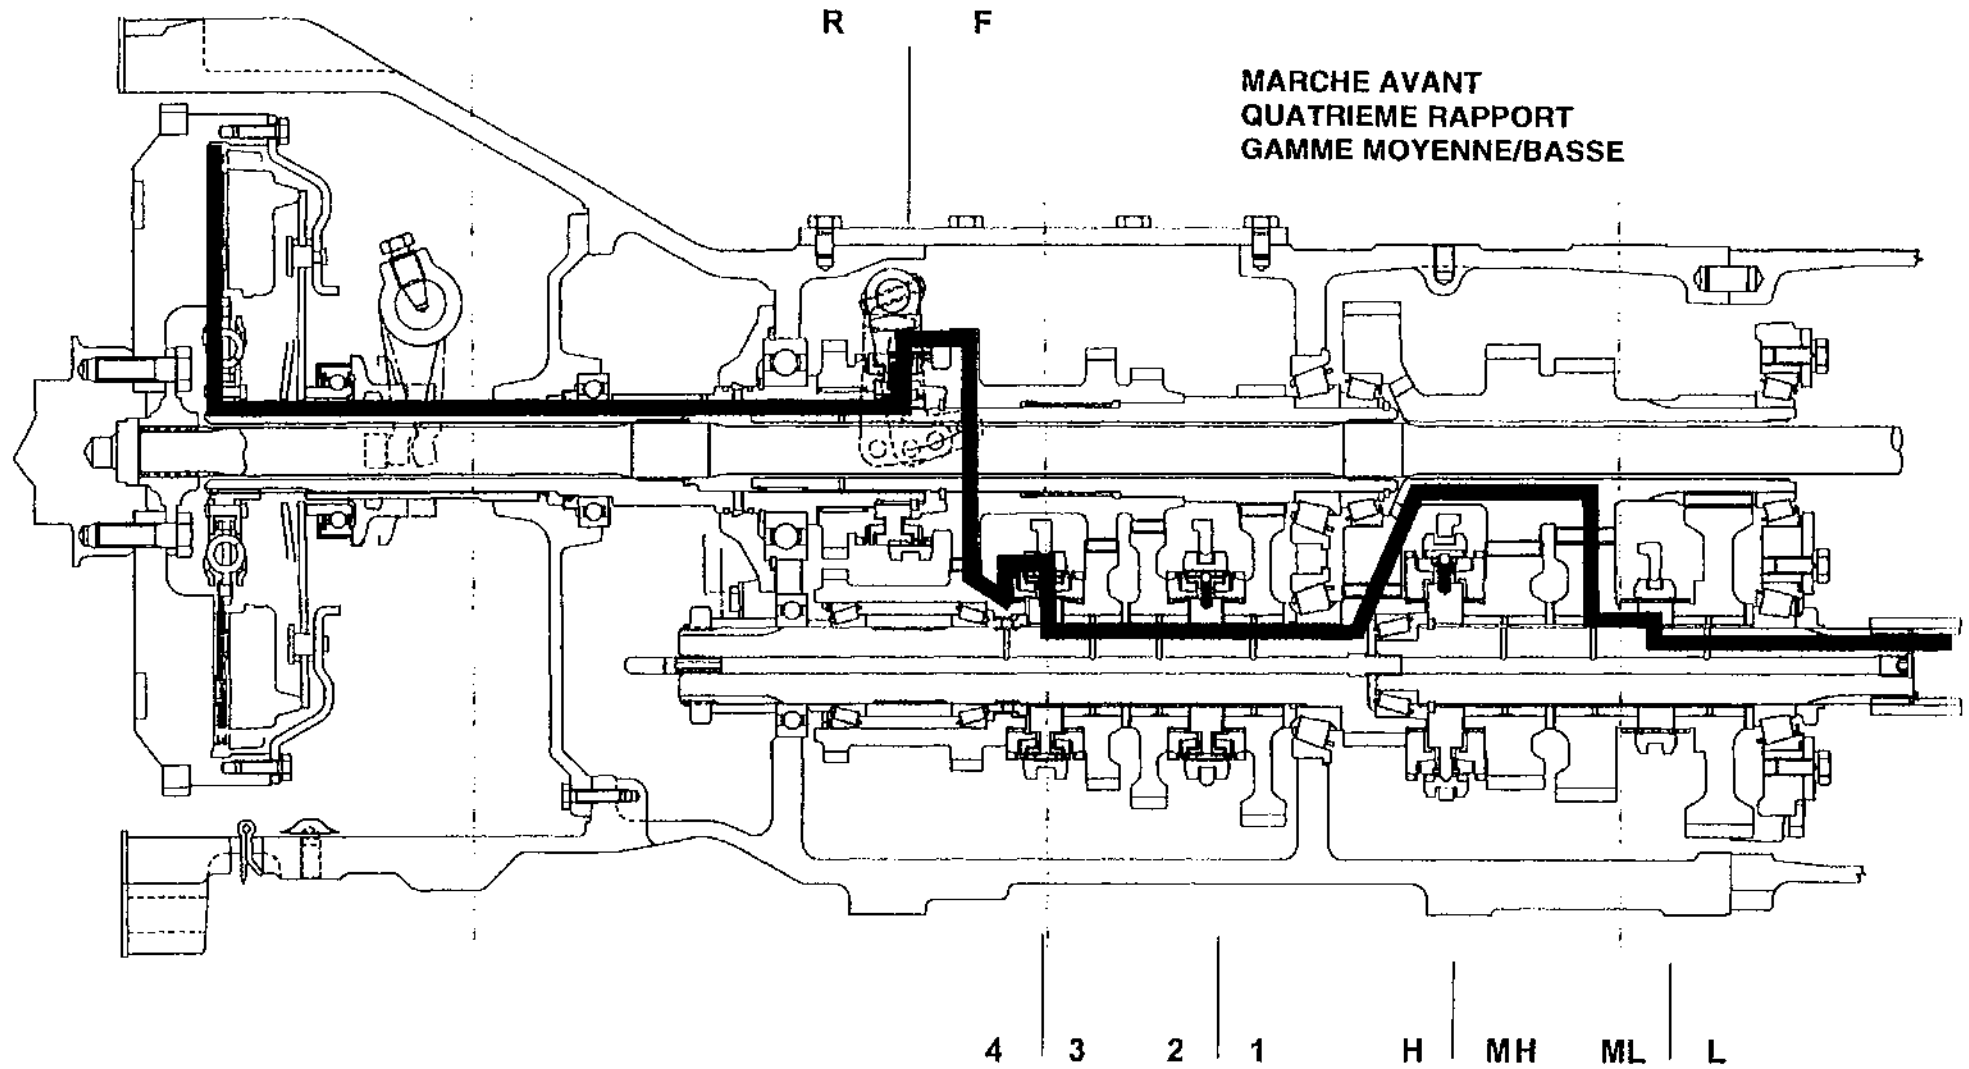 R F
MARCHE AVANT
QUATRIEME RAPPORT
GAMME MOYENNE/BASSE
4 3 2 1 H MH ML L